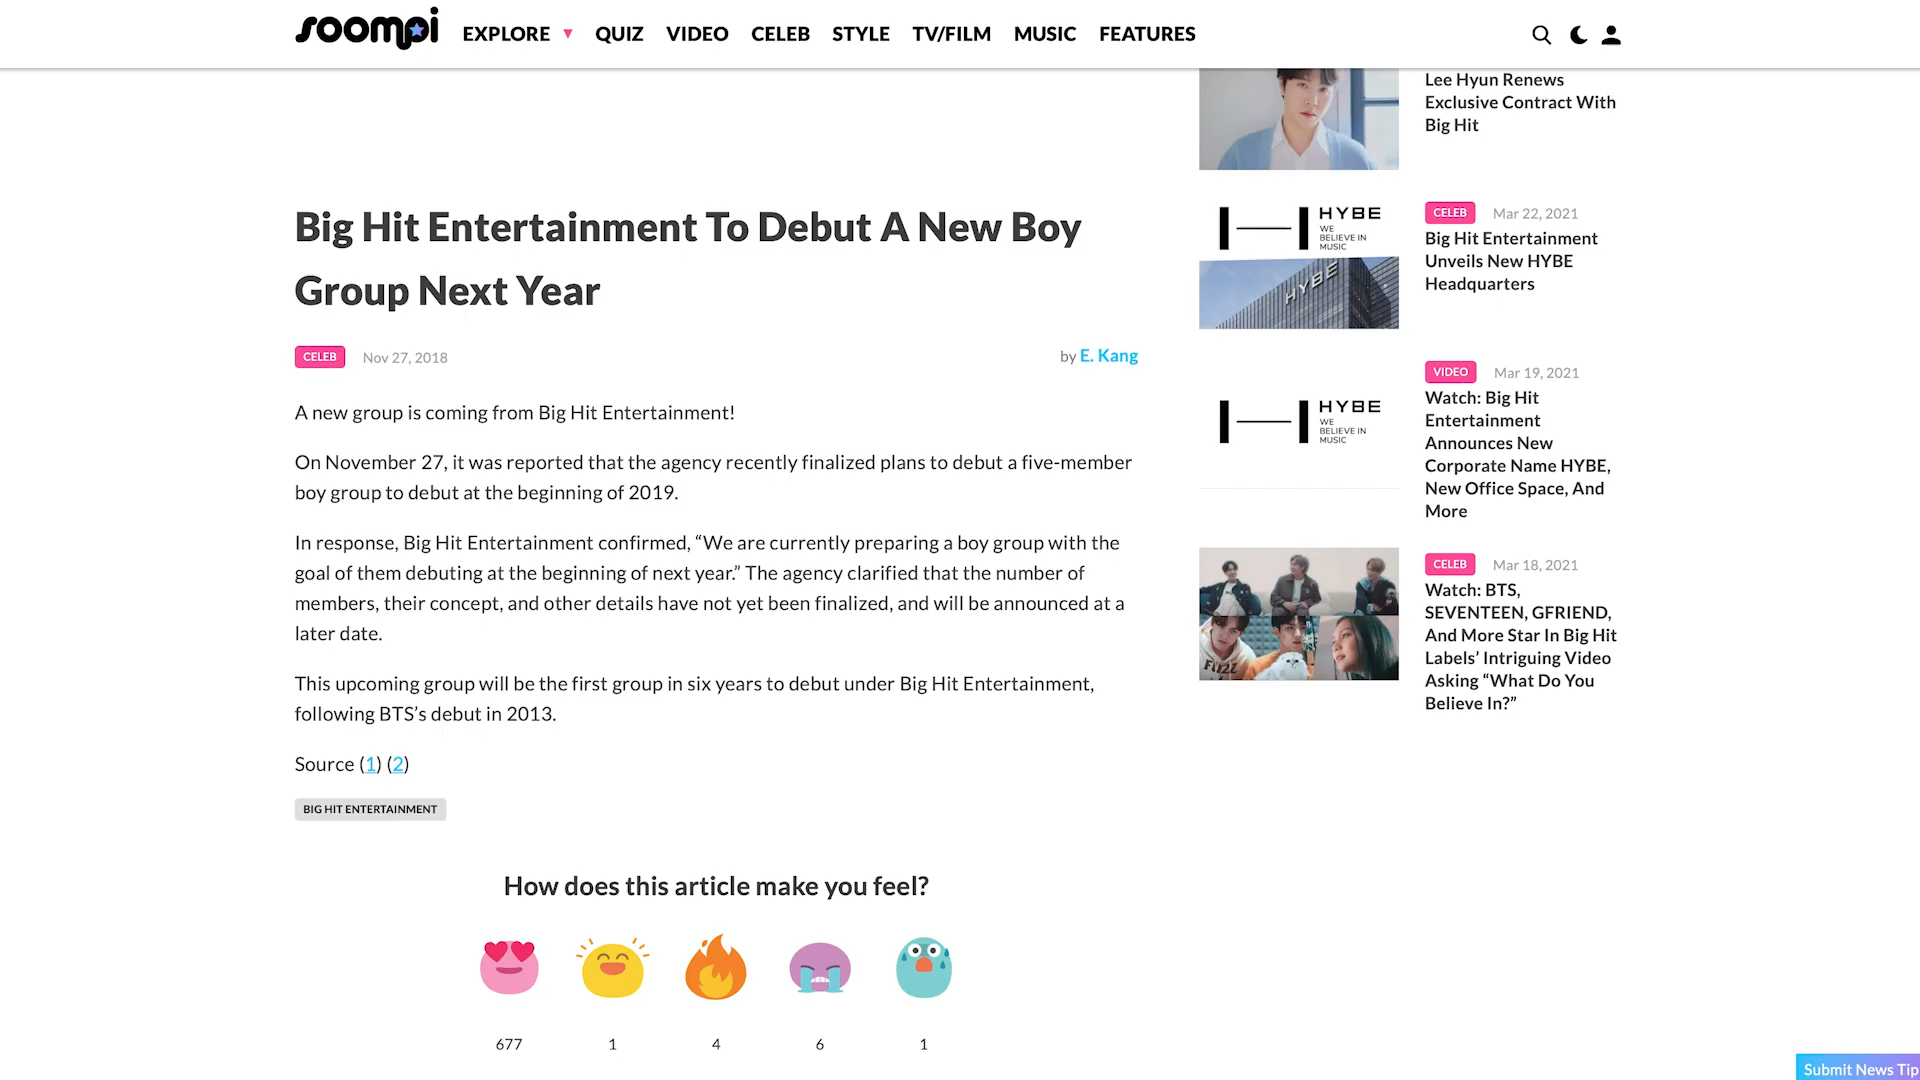 soompi
EXPLORE ▼ QUIZ VIDEO CELEB STYLE TV/FILM MUSIC FEATURES
Big Hit Entertainment To Debut A New Boy
Group Next Year
CELEB Nov 27, 2018
by E. Kang
A new group is coming from Big Hit Entertainment!
On November 27, it was reported that the agency recently finalized plans to debut a five-member
boy group to debut at the beginning of 2019.
In response, Big Hit Entertainment confirmed, “We are currently preparing a boy group with the
goal of them debuting at the beginning of next year.” The agency clarified that the number of
members, their concept, and other details have not yet been finalized, and will be announced at a
later date.
This upcoming group will be the first group in six years to debut under Big Hit Entertainment,
following BTS’s debut in 2013.
Source (1) (2)
BIG HIT ENTERTAINMENT
How does this article make you feel?
677 1 4 6 1
Lee Hyun Renews
Exclusive Contract With
Big Hit
HYBE
WE
BELIEVE IN
MUSIC
HYBE
CELEB Mar 22, 2021
Big Hit Entertainment
Unveils New HYBE
Headquarters
HYBE
WE
BELIEVE IN
MUSIC
VIDEO Mar 19, 2021
Watch: Big Hit
Entertainment
Announces New
Corporate Name HYBE,
New Office Space, And
More
CELEB Mar 18, 2021
Watch: BTS,
SEVENTEEN, GFRIEND,
And More Star In Big Hit
Labels’ Intriguing Video
Asking “What Do You
Believe In?”
Submit News Tip